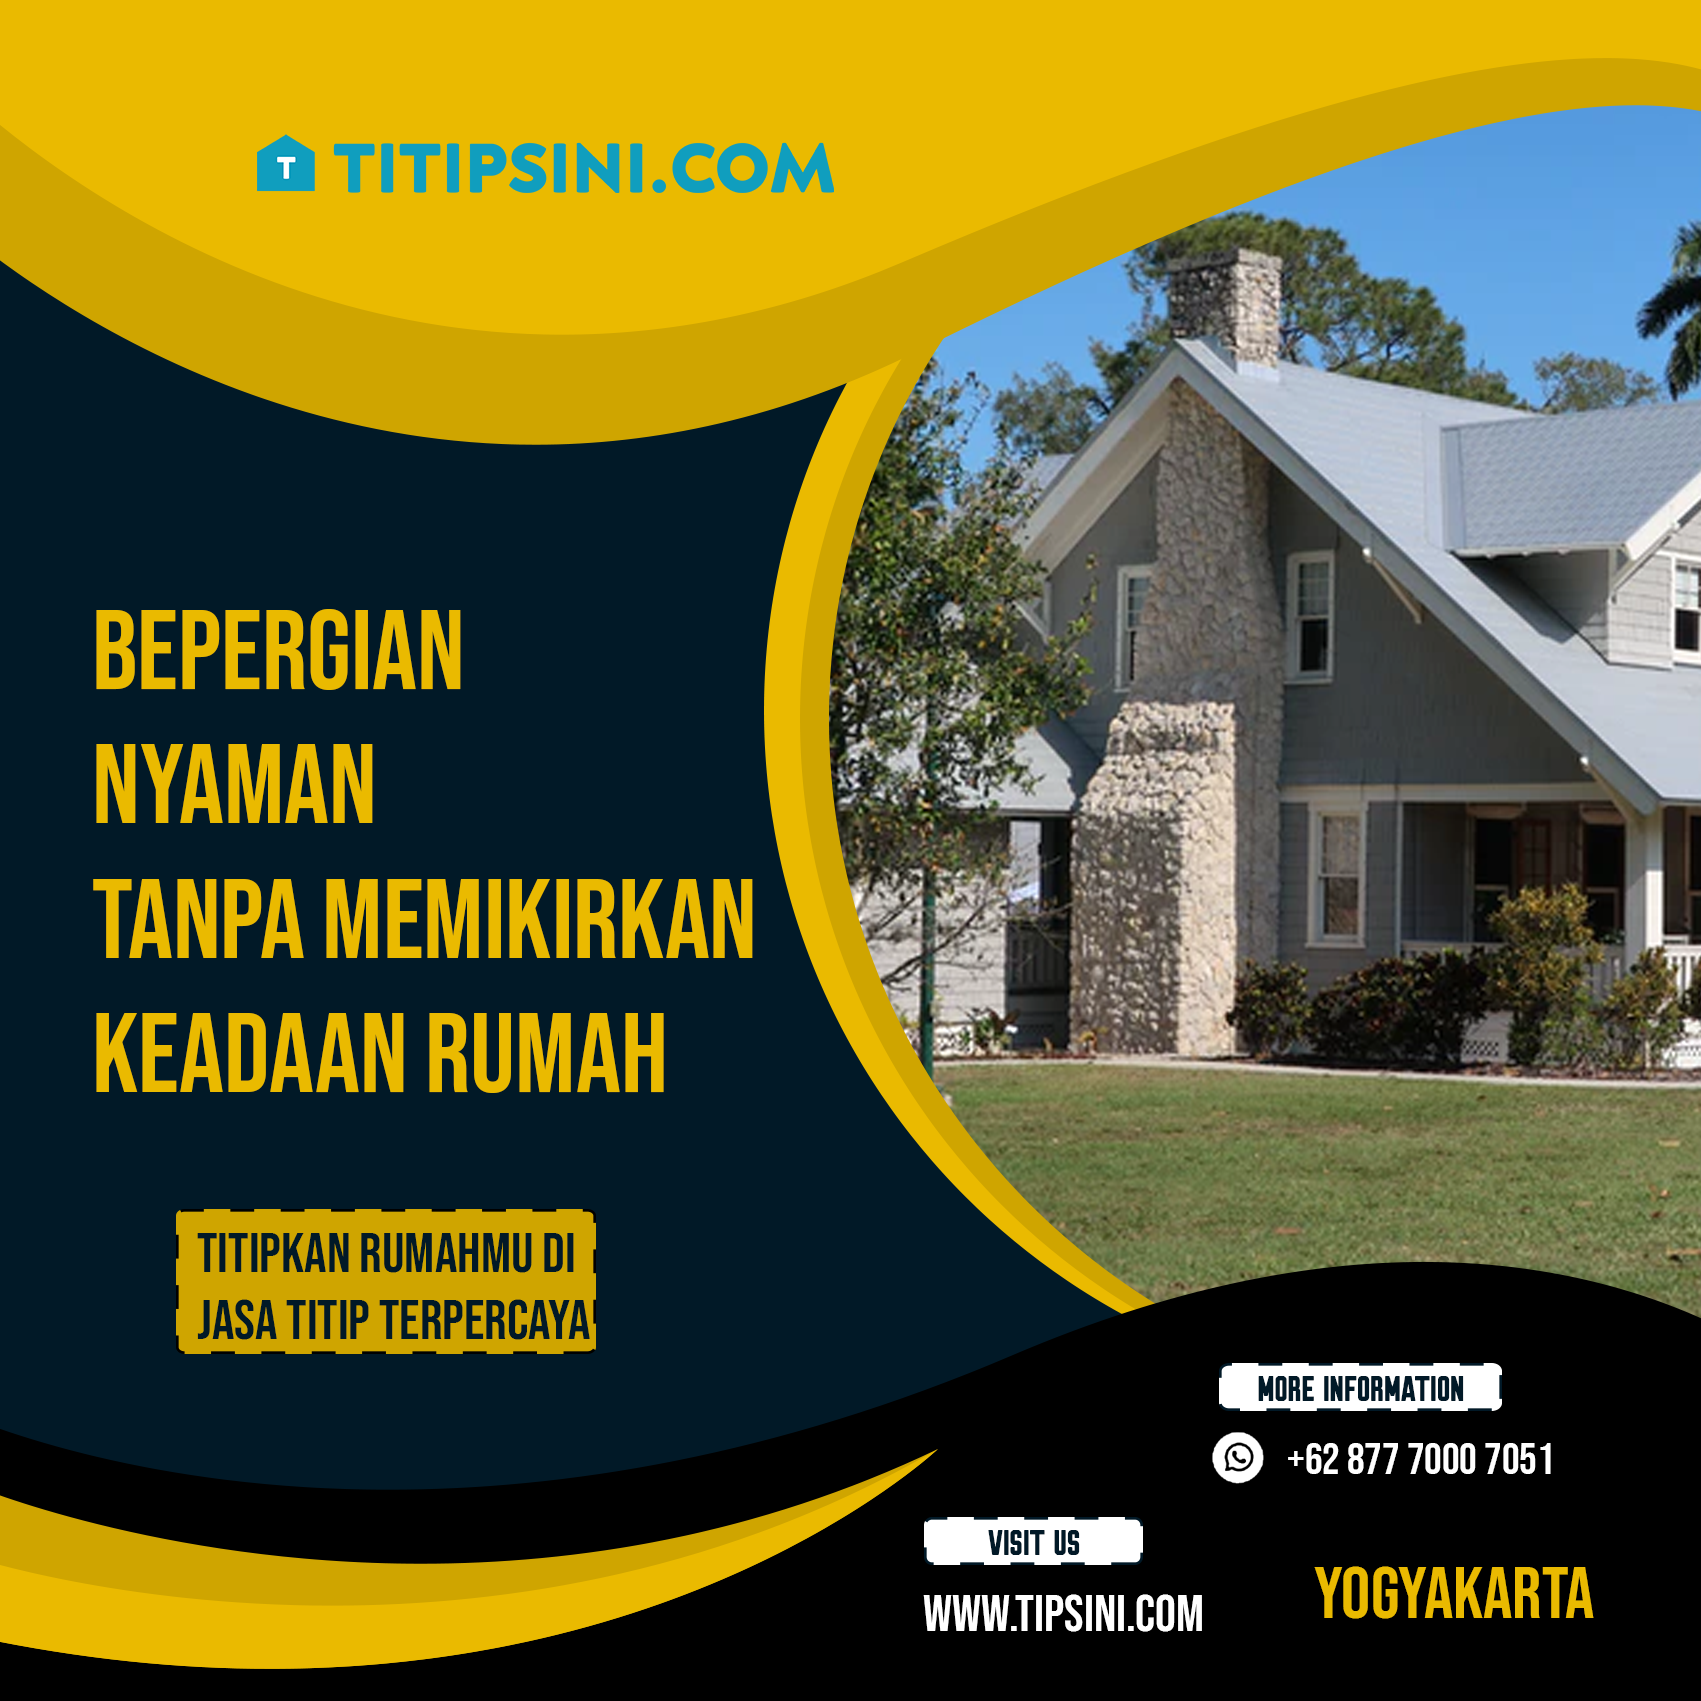 T TITIPSINI.COM
BEPERGIAN
NYAMAN
TANPA MEMIKIRKAN
KEADAAN RUMAH
TITIPKAN RUMAHMU DI
JASA TITIP TERPERCAYA
MORE INFORMATION
+62 877 7000 7051
VISIT US
WWW.TIPSINI.COM
YOGYAKARTA